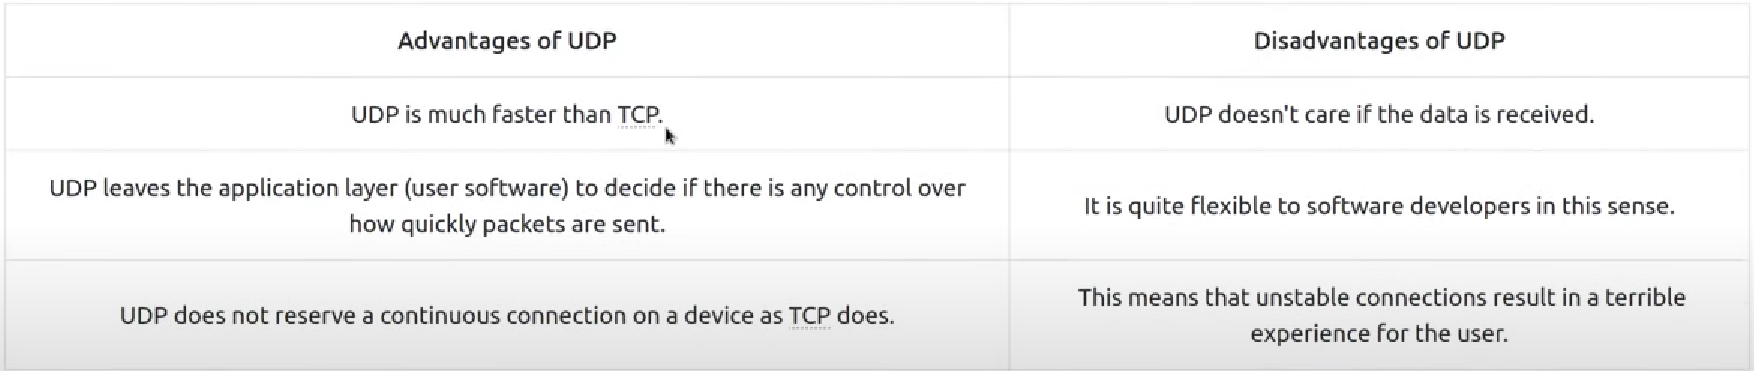 Advantages of UDP
Disadvantages of UDP
UDP is much faster than TCP.
UDP doesn't care if the data is received.
UDP leaves the application layer (user software) to decide if there is any control over
how quickly packets are sent.
It is quite flexible to software developers in this sense.
UDP does not reserve a continuous connection on a device as TCP does.
This means that unstable connections result in a terrible
experience for the user.